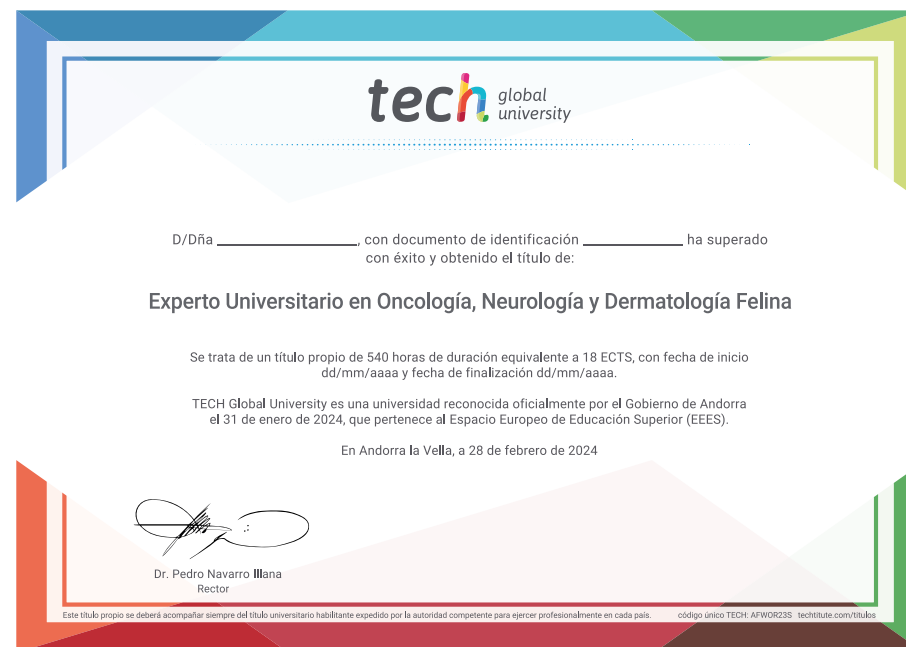 tech global university
D/Dña ____________________, con documento de identificación ______________ ha superado
con éxito y obtenido el título de:
Experto Universitario en Oncología, Neurología y Dermatología Felina
Se trata de un título propio de 540 horas de duración equivalente a 18 ECTS, con fecha de inicio
dd/mm/aaaa y fecha de finalización dd/mm/aaaa.
TECH Global University es una universidad reconocida oficialmente por el Gobierno de Andorra
el 31 de enero de 2024, que pertenece al Espacio Europeo de Educación Superior (EEES).
En Andorra la Vella, a 28 de febrero de 2024
Dr. Pedro Navarro Illana
Rector
Este título propio se deberá acompañar siempre del título universitario habilitante expedido por la autoridad competente para ejercer profesionalmente en cada país. código único TECH: AFWOR23S techtitute.com/titulos